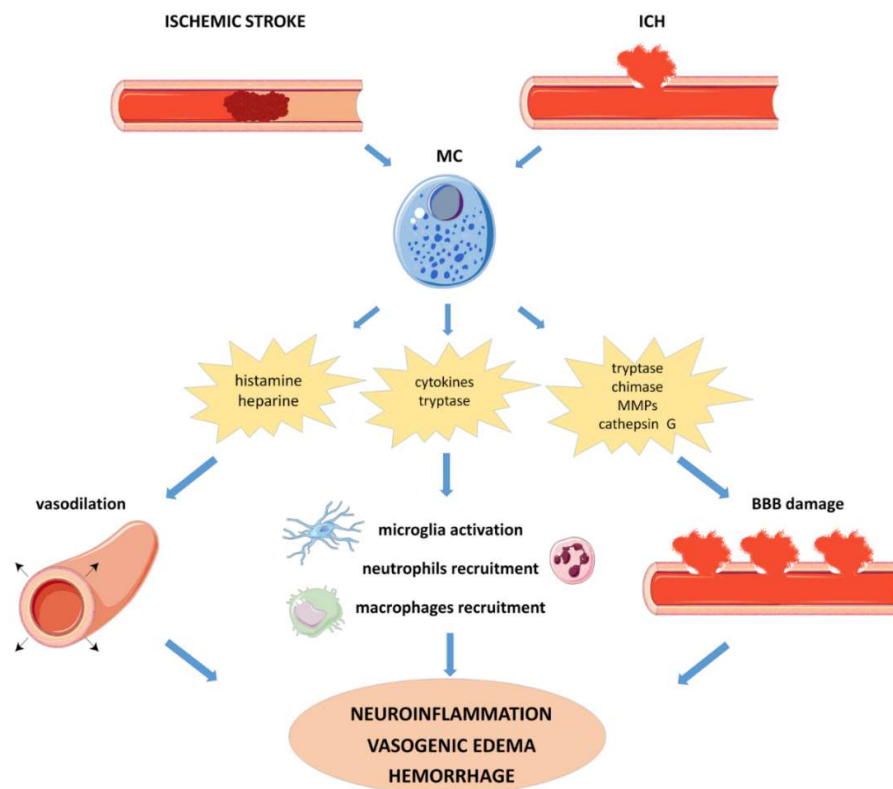 ISCHEMIC STROKE
ICH
MC
histamine
heparine
cytokines
tryptase
tryptase
chimase
MMPs
cathepsin G
vasodilation
microglia activation
neutrophils recruitment
macrophages recruitment
BBB damage
NEUROINFLAMMATION
VASOGENIC EDEMA
HEMORRHAGE